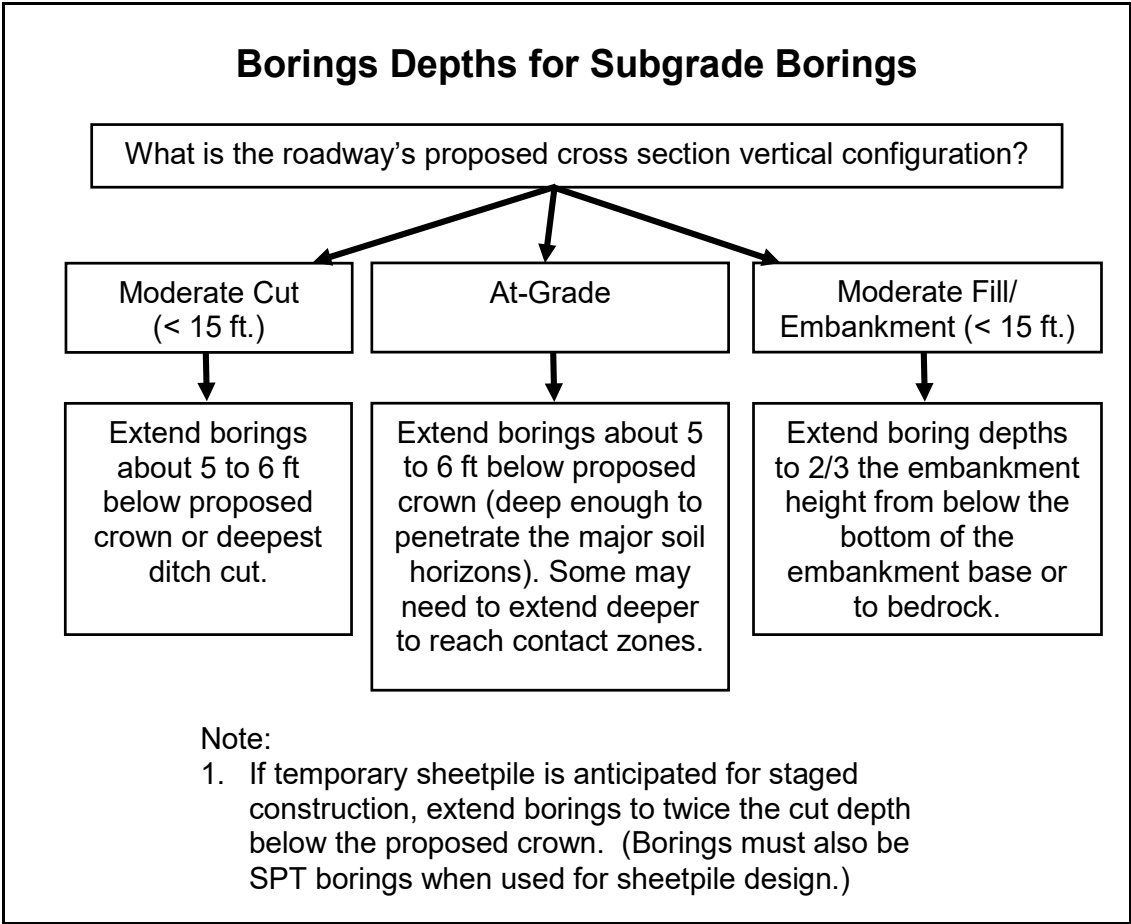 Borings Depths for Subgrade Borings
What is the roadway’s proposed cross section vertical configuration?
Moderate Cut
(< 15 ft.)
At-Grade
Moderate Fill/
Embankment (< 15 ft.)
Extend borings
about 5 to 6 ft
below proposed
crown or deepest
ditch cut.
Extend borings about 5
to 6 ft below proposed
crown (deep enough to
penetrate the major soil
horizons). Some may
need to extend deeper
to reach contact zones.
Extend boring depths
to 2/3 the embankment
height from below the
bottom of the
embankment base or
to bedrock.
Note:
1. If temporary sheetpile is anticipated for staged
construction, extend borings to twice the cut depth
below the proposed crown.  (Borings must also be
SPT borings when used for sheetpile design.)